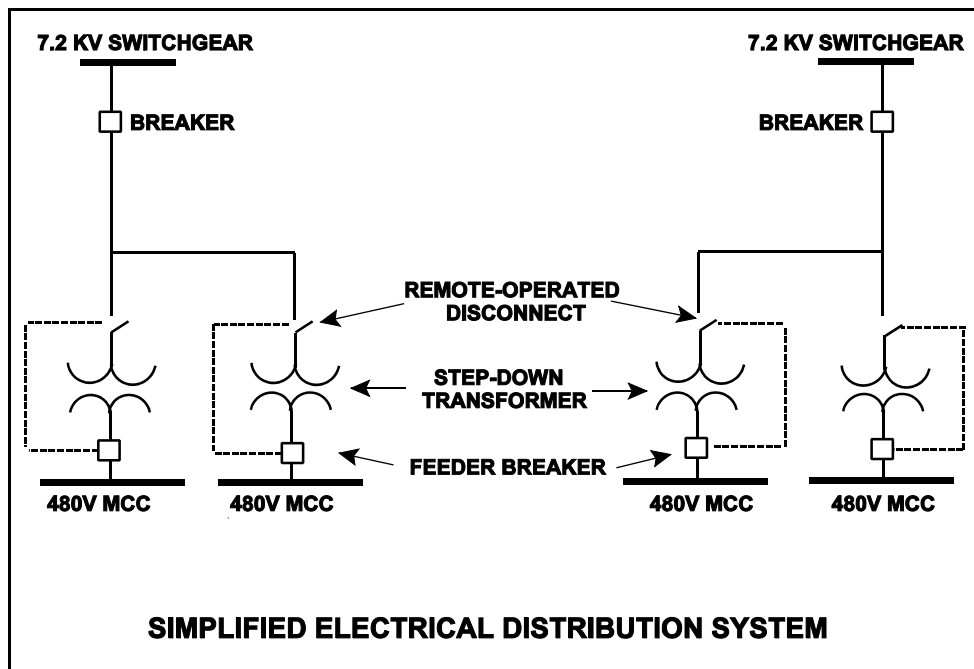 7.2 KV SWITCHGEAR
7.2 KV SWITCHGEAR
BREAKER
BREAKER
REMOTE-OPERATED
DISCONNECT
STEP-DOWN
TRANSFORMER
FEEDER BREAKER
480V MCC
480V MCC
480V MCC
480V MCC
SIMPLIFIED ELECTRICAL DISTRIBUTION SYSTEM